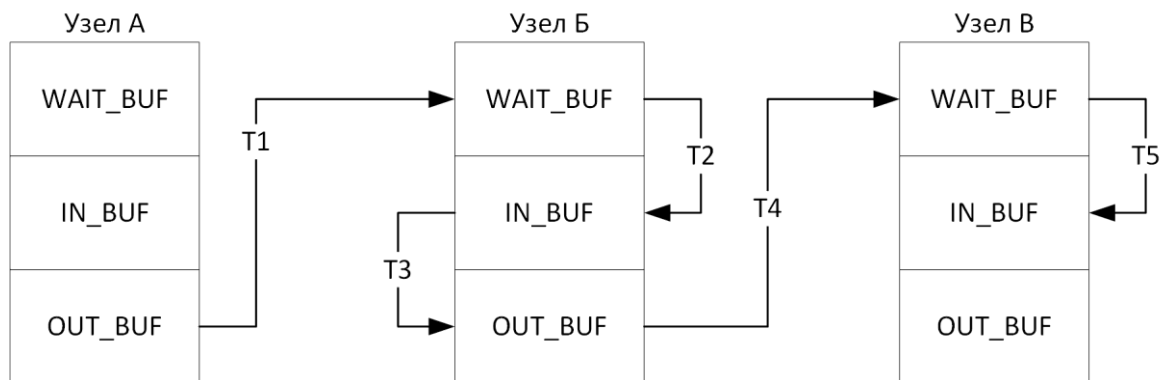 Узел А
Узел Б
Узел В
WAIT_BUF
WAIT_BUF
WAIT_BUF
T1
T2
T5
IN_BUF
IN_BUF
IN_BUF
T4
T3
OUT_BUF
OUT_BUF
OUT_BUF